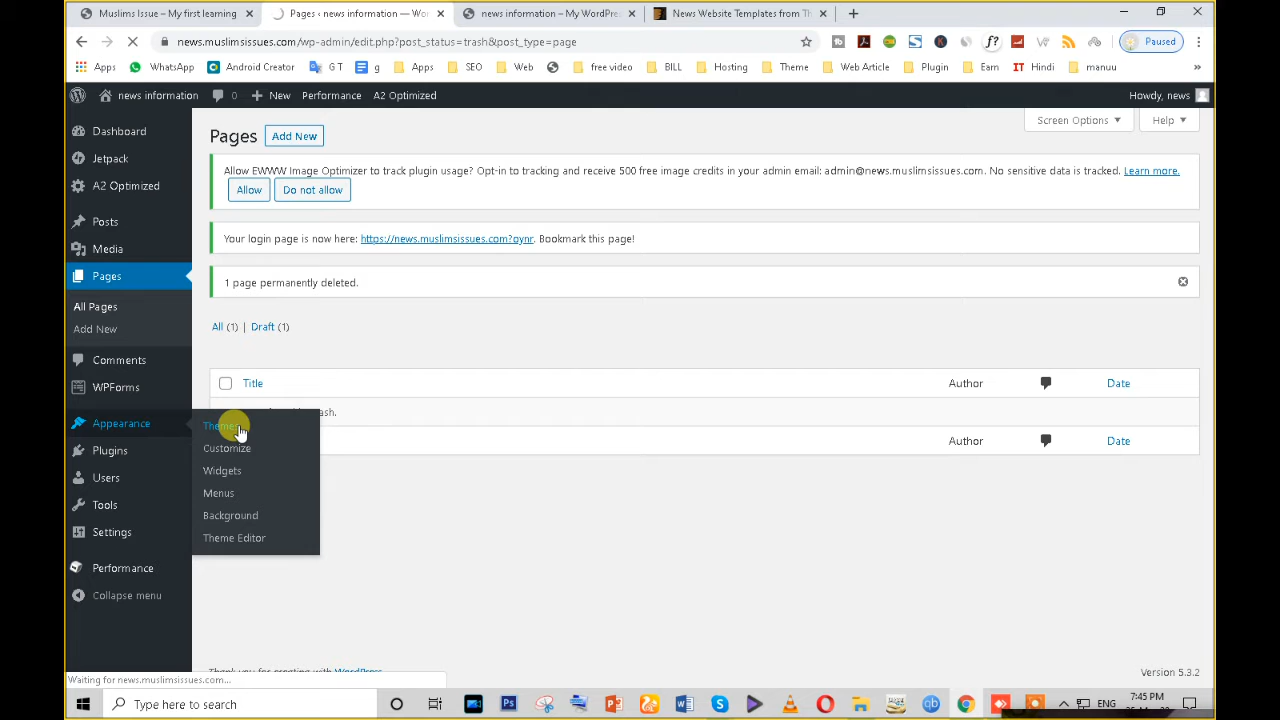 Muslims Issue – My first learning
Pages ‹ news information — Wor
news information – My WordPre
News Website Templates from Th
news.muslimsissues.com/wp-admin/edit.php?post_status=trash&post_type=page
Paused
Apps WhatsApp Android Creator G T g Apps SEO Web free video BILL Hosting Theme Web Article Plugin Earn IT Hindi manuu »
news information 0 New Performance A2 Optimized Howdy, news
Screen Options Help
Dashboard
Jetpack
A2 Optimized
Posts
Media
Pages
All Pages
Add New
Comments
WPForms
Appearance
Plugins
Users
Tools
Settings
Performance
Collapse menu
Themes
Customize
Widgets
Menus
Background
Theme Editor
Pages Add New
Allow EWWW Image Optimizer to track plugin usage? Opt-in to tracking and receive 500 free image credits in your admin email: admin@news.muslimsissues.com. No sensitive data is tracked. Learn more.
Allow Do not allow
Your login page is now here: https://news.muslimsissues.com?oynr. Bookmark this page!
1 page permanently deleted.
All (1) | Draft (1)
Title Author Date
Author Date
Version 5.3.2
Waiting for news.muslimsissues.com...
Type here to search
ENG
7:45 PM